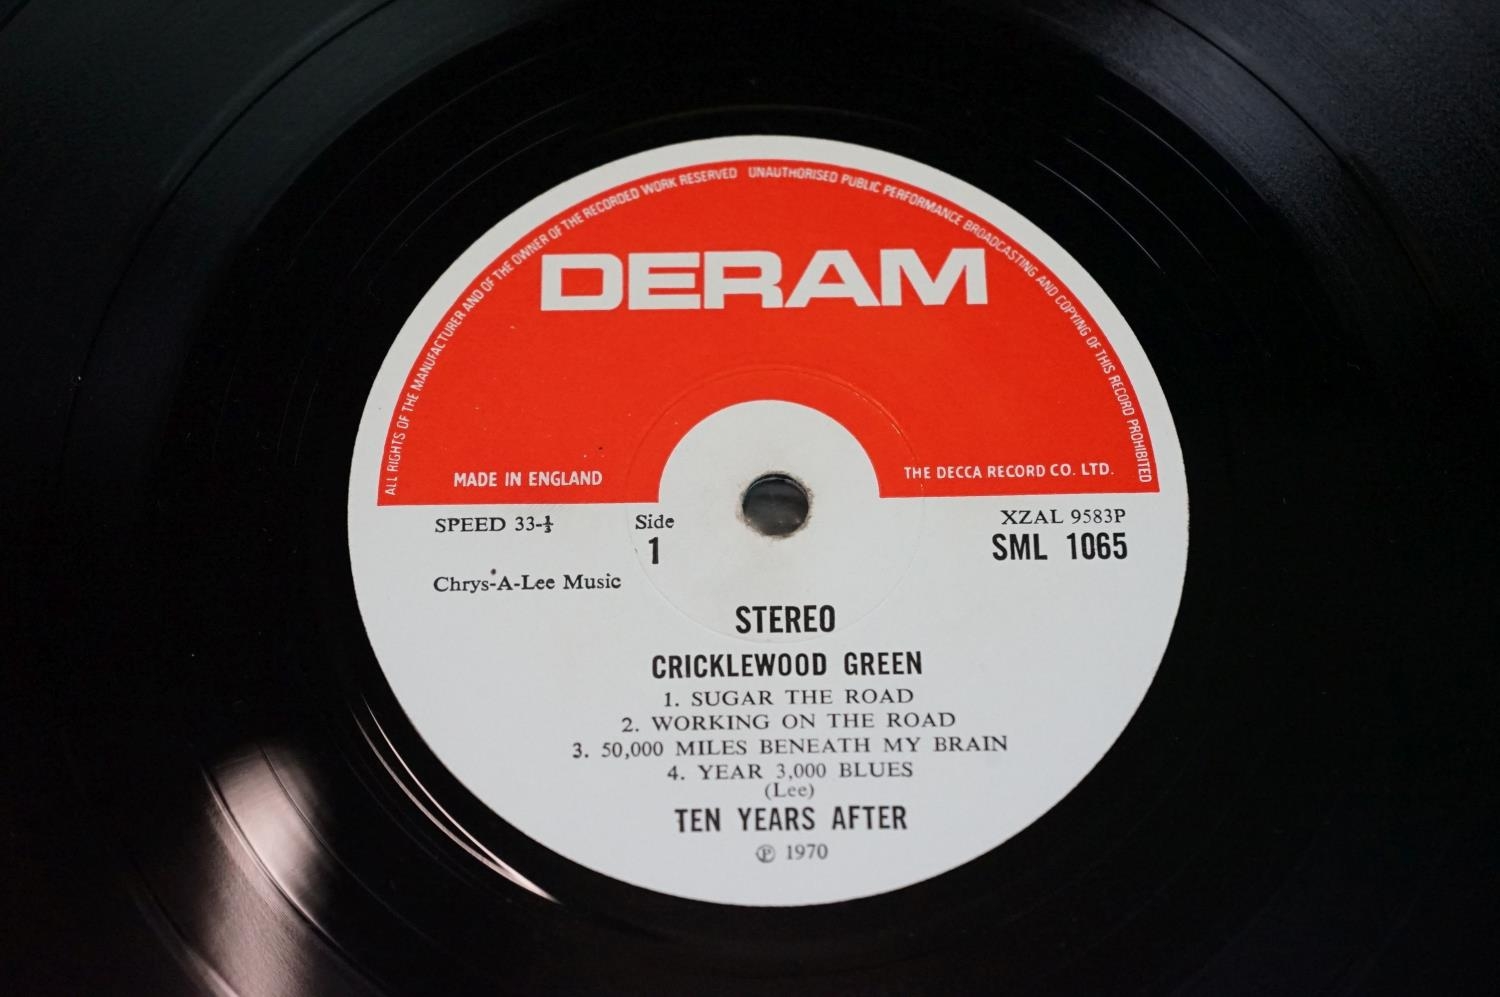 ALL RIGHTS OF THE MANUFACTURER AND OF THE OWNER OF THE RECORDED WORK RESERVED UNAUTHORISED PUBLIC PERFORMANCE BROADCASTING AND COPYING OF THIS RECORD PROHIBITED
DERAM
MADE IN ENGLAND
THE DECCA RECORD CO. LTD.
SPEED 33-⅓
Side
1
XZAL 9583P
SML 1065
Chrys-A-Lee Music
STEREO
CRICKLEWOOD GREEN
1. SUGAR THE ROAD
2. WORKING ON THE ROAD
3. 50,000 MILES BENEATH MY BRAIN
4. YEAR 3,000 BLUES
(Lee)
TEN YEARS AFTER
℗ 1970